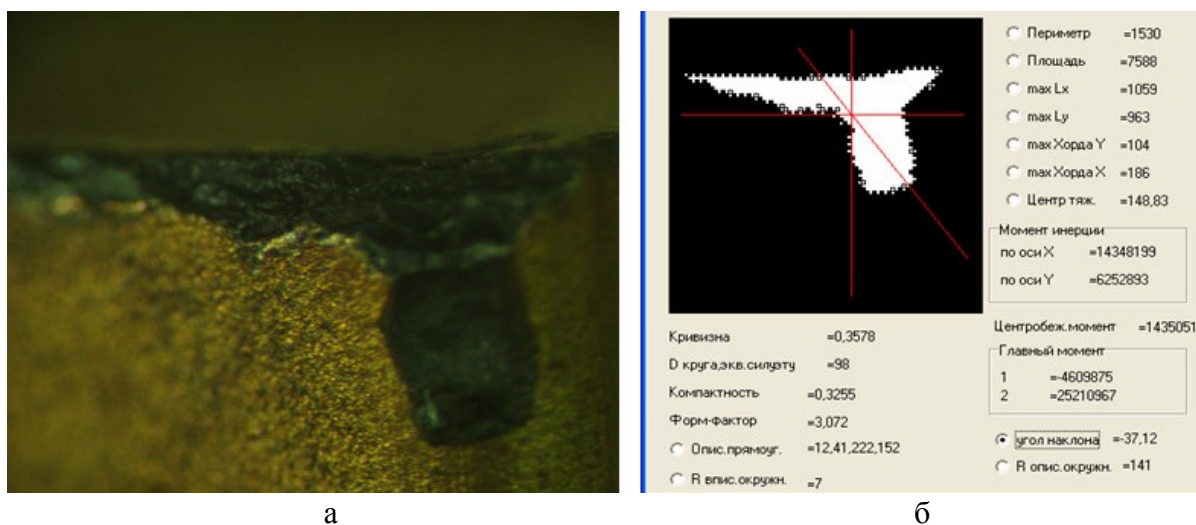 Периметр =1530
Площадь =7588
max Lx =1059
max Ly =963
max Хорда Y =104
max Хорда X =186
Центр тяж. =148,83
Момент инерции
по оси X =14348199
по оси Y =6252893
Центробеж.момент =1435051
Главный момент
1 =-4609875
2 =25210967
угол наклона =-37,12
R опис.окружн. =141
Кривизна =0,3578
D круга,экв.силуэту =98
Компактность =0,3255
Форм-фактор =3,072
Опис.прямоуг. =12,41,222,152
R впис.окружн. =7
а
б